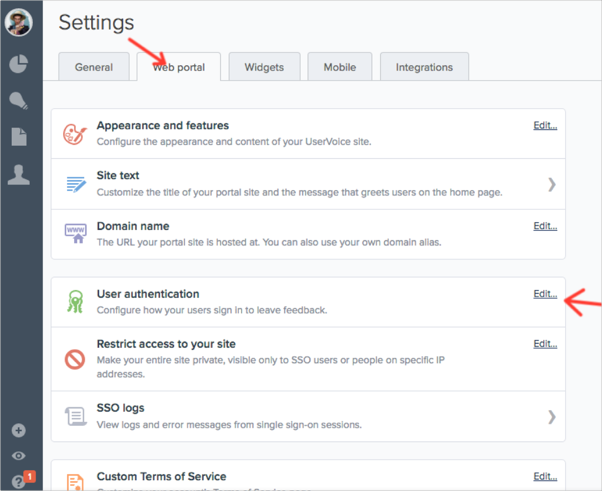 Settings
General
Web portal
Widgets
Mobile
Integrations
Appearance and features
Edit...
Configure the appearance and content of your UserVoice site.
Site text
Customize the title of your portal site and the message that greets users on the home page.
WWW
Domain name
Edit...
The URL your portal site is hosted at. You can also use your own domain alias.
User authentication
Edit...
Configure how your users sign in to leave feedback.
Restrict access to your site
Edit...
Make your entire site private, visible only to SSO users or people on specific IP
addresses.
SSO logs
View logs and error messages from single sign-on sessions.
Custom Terms of Service
Edit...
1
?